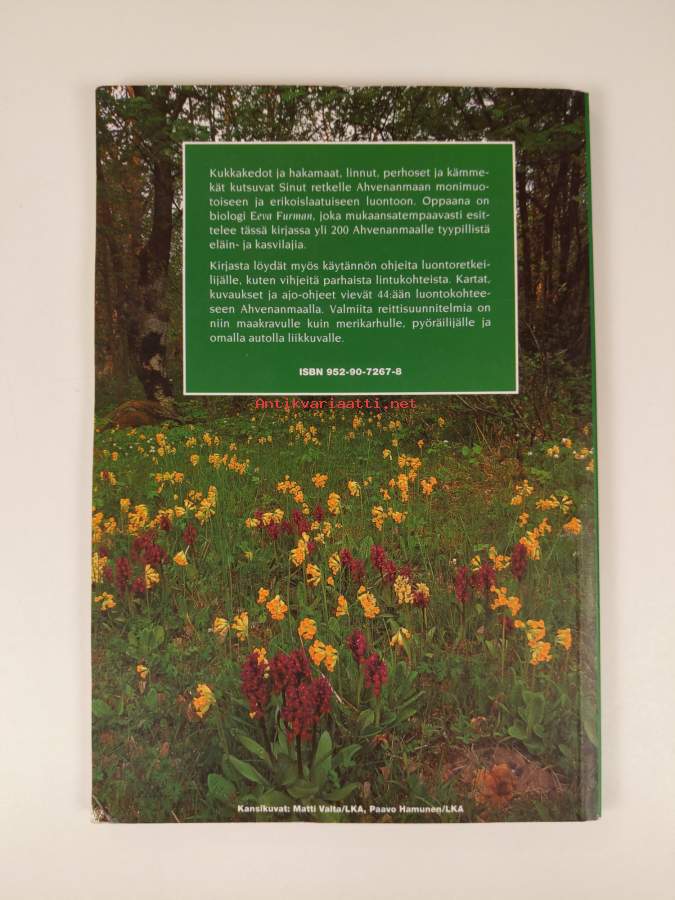 Kukkakedot ja hakamaat, linnut, perhoset ja kämme-
kät kutsuvat Sinut retkelle Ahvenanmaan monimuo-
toiseen ja erikoislaatuiseen luontoon. Oppaana on
biologi Eeva Furman, joka mukaansatempaavasti esit-
telee tässä kirjassa yli 200 Ahvenanmaalle tyypillistä
eläin- ja kasvilajia.
Kirjasta löydät myös käytännön ohjeita luontoretkei-
lijälle, kuten vihjeitä parhaista lintukohteista. Kartat,
kuvaukset ja ajo-ohjeet vievät 44:ään luontokohtee-
seen Ahvenanmaalla. Valmiita reittisuunnitelmia on
niin maakravulle kuin merikarhulle, pyöräilijälle ja
omalla autolla liikkuvalle.
ISBN 952-90-7267-8
Antikvariaatti.net
Kansikuvat: Matti Valta/LKA, Paavo Hamunen/LKA